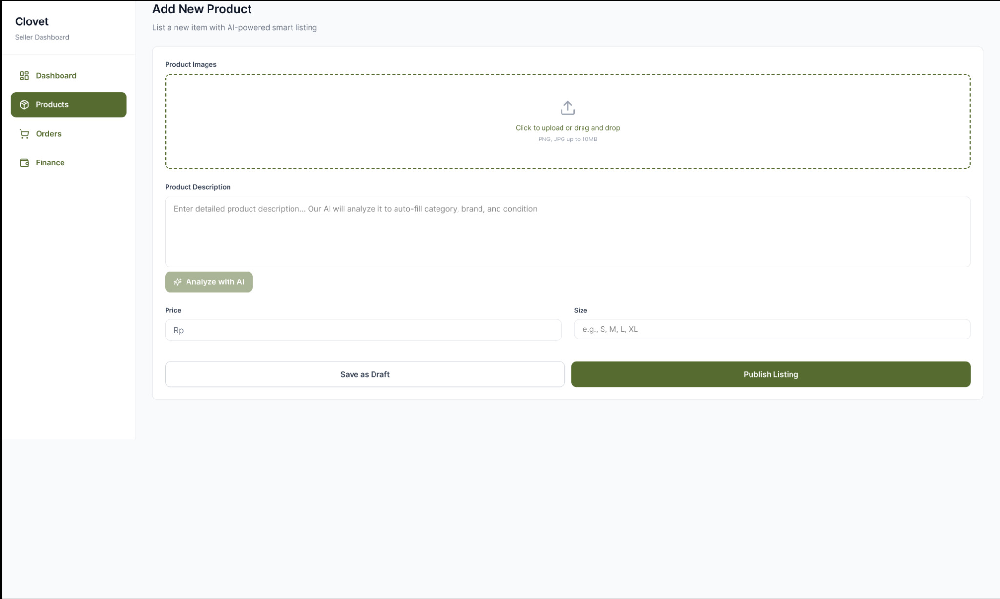 Clovet
Seller Dashboard
Dashboard
Products
Orders
Finance
Add New Product
List a new item with AI-powered smart listing
Product Images
Click to upload or drag and drop
PNG, JPG up to 10MB
Product Description
Enter detailed product description... Our AI will analyze it to auto-fill category, brand, and condition
Analyze with AI
Price
Size
Rp
e.g., S, M, L, XL
Save as Draft
Publish Listing